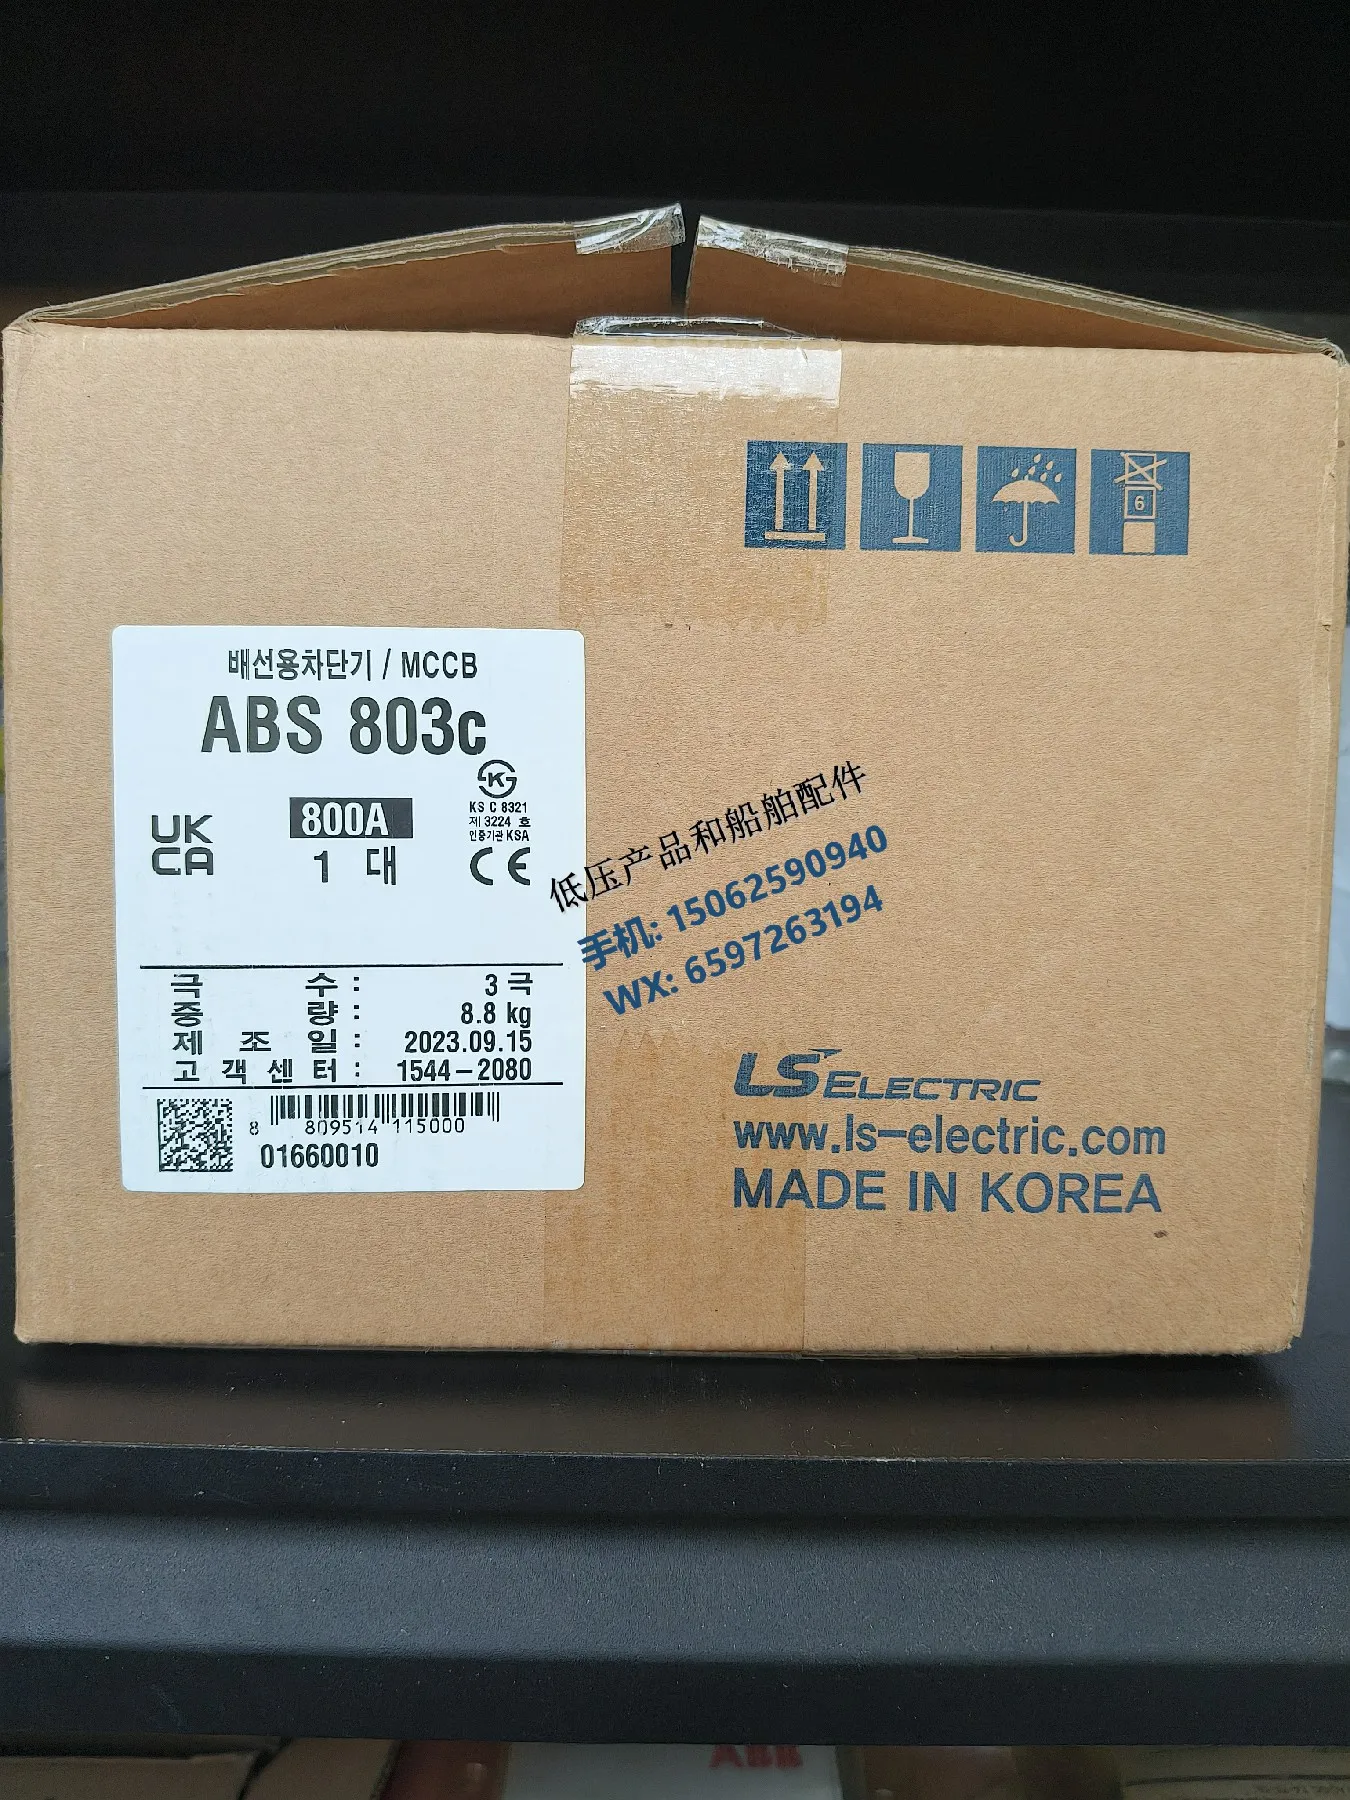 6
배선용차단기 / MCCB
ABS 803c
KS C 8321
제 3224 호
인증기관 KSA
UK
CA
800A
1 대
CE
低压产品和船舶配件
手机: 15062590940
WX: 6597263194
극 수 : 3 극
중 량 : 8.8 kg
제 조 일 : 2023.09.15
고 객 센 터 : 1544-2080
8 809514 115000
01660010
LS ELECTRIC
www.ls-electric.com
MADE IN KOREA
ABB